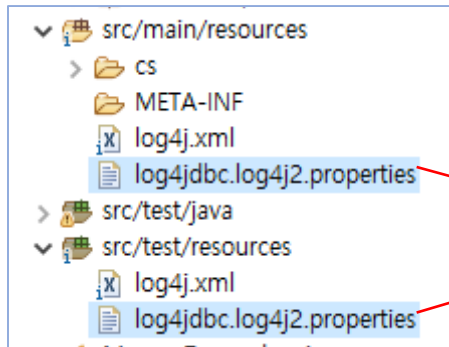 src/main/resources
cs
META-INF
log4j.xml
log4jdbc.log4j2.properties
src/test/java
src/test/resources
log4j.xml
log4jdbc.log4j2.properties